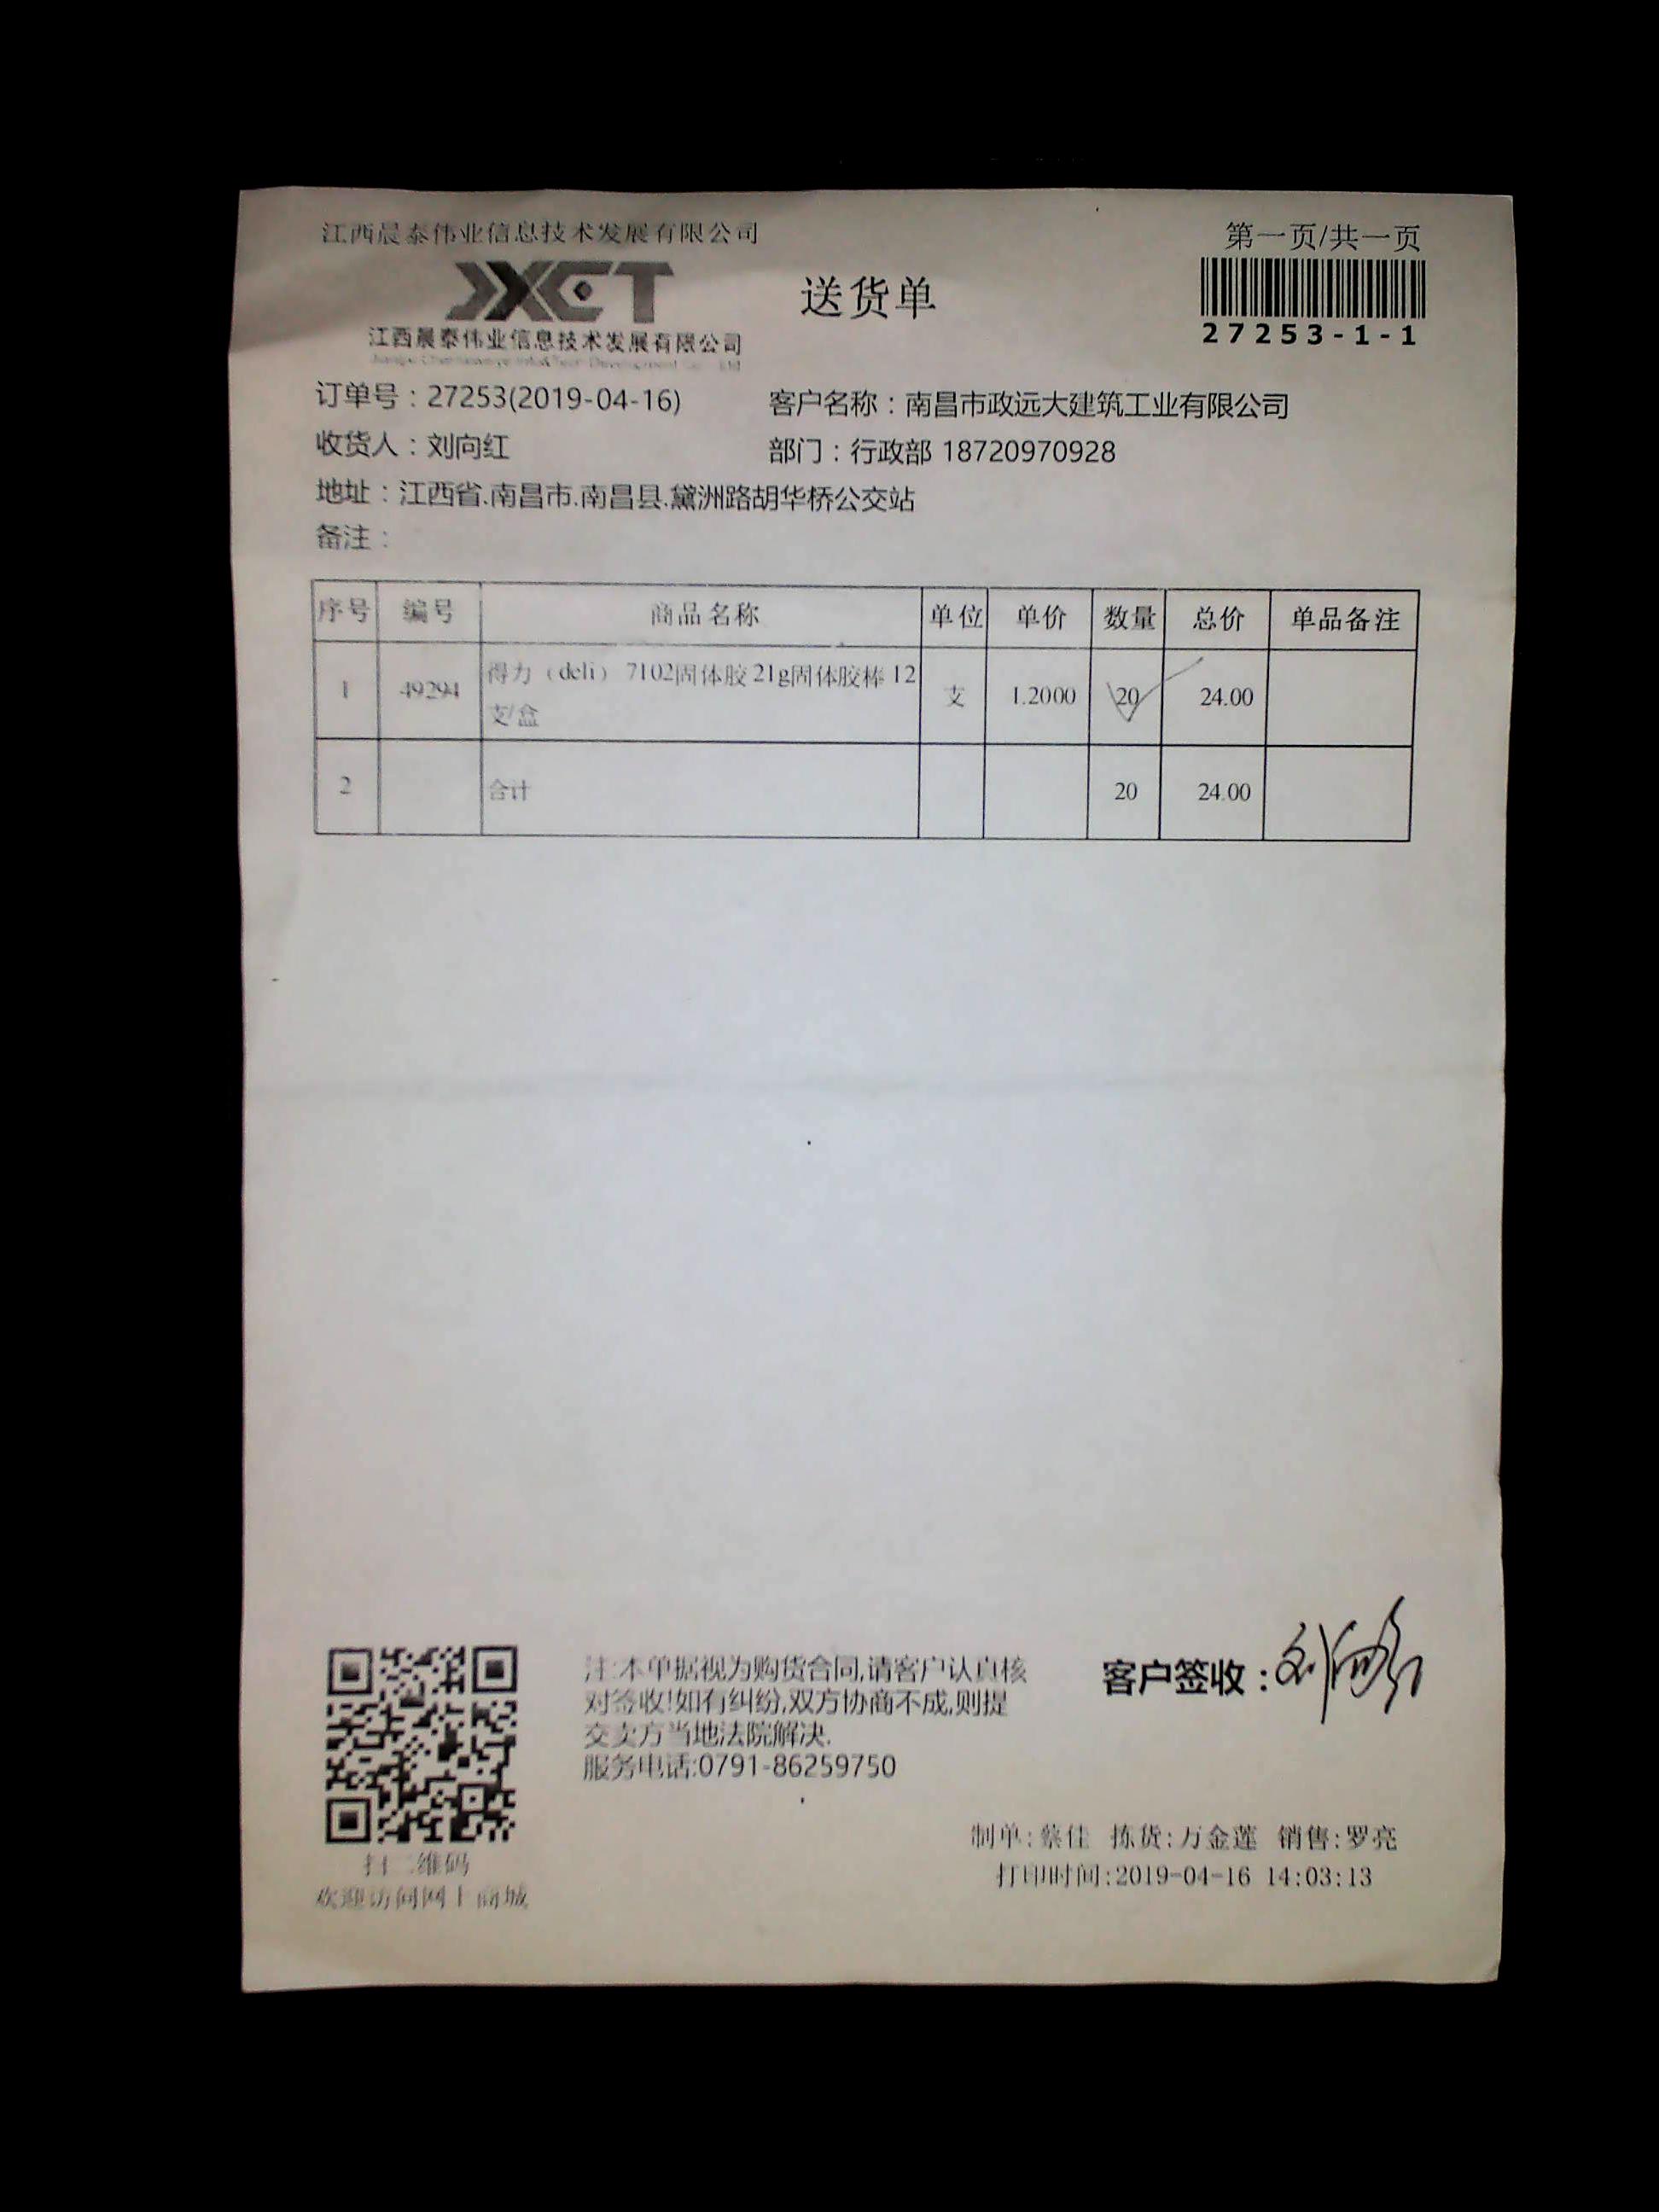 江西晨泰伟业信息技术发展有限公司
第一页/共一页
JXCT
送货单
27253-1-1
江西晨泰伟业信息技术发展有限公司
订单号：27253(2019-04-16)
客户名称：南昌市政远大建筑工业有限公司
收货人：刘向红
部门：行政部 18720970928
地址：江西省.南昌市.南昌县.黛洲路胡华桥公交站
备注：
序号 编号 商品名称 单位 单价 数量 总价 单品备注
1 49294 得力（deli） 7102固体胶 21g固体胶棒 12 支 1.2000 20 24.00
支/盒
2 合计 20 24.00
注:本单据视为购货合同,请客户认真核
对签收!如有纠纷,双方协商不成,则提
交卖方当地法院解决.
服务电话:0791-86259750
客户签收：刘向红
制单:蔡佳 拣货:万金莲 销售:罗亮
打印时间:2019-04-16 14:03:13
扫二维码
欢迎访问网上商城